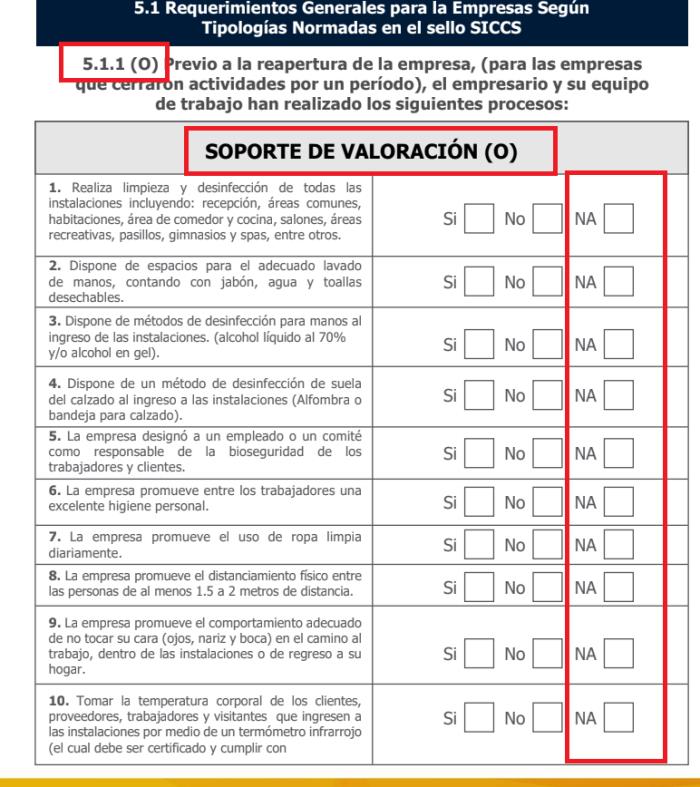 5.1 Requerimientos Generales para la Empresas Según
Tipologías Normadas en el sello SICCS
5.1.1 (O) Previo a la reapertura de la empresa, (para las empresas
que cerraron actividades por un período), el empresario y su equipo
de trabajo han realizado los siguientes procesos:
SOPORTE DE VALORACIÓN (O)
1. Realiza limpieza y desinfección de todas las
instalaciones incluyendo: recepción, áreas comunes,
habitaciones, área de comedor y cocina, salones, áreas
recreativas, pasillos, gimnasios y spas, entre otros.
Si No NA
2. Dispone de espacios para el adecuado lavado
de manos, contando con jabón, agua y toallas
desechables.
Si No NA
3. Dispone de métodos de desinfección para manos al
ingreso de las instalaciones. (alcohol líquido al 70%
y/o alcohol en gel).
Si No NA
4. Dispone de un método de desinfección de suela
del calzado al ingreso a las instalaciones (Alfombra o
bandeja para calzado).
Si No NA
5. La empresa designó a un empleado o un comité
como responsable de la bioseguridad de los
trabajadores y clientes.
Si No NA
6. La empresa promueve entre los trabajadores una
excelente higiene personal.
Si No NA
7. La empresa promueve el uso de ropa limpia
diariamente.
Si No NA
8. La empresa promueve el distanciamiento físico entre
las personas de al menos 1.5 a 2 metros de distancia.
Si No NA
9. La empresa promueve el comportamiento adecuado
de no tocar su cara (ojos, nariz y boca) en el camino al
trabajo, dentro de las instalaciones o de regreso a su
hogar.
Si No NA
10. Tomar la temperatura corporal de los clientes,
proveedores, trabajadores y visitantes que ingresen a
las instalaciones por medio de un termómetro infrarrojo
(el cual debe ser certificado y cumplir con
Si No NA